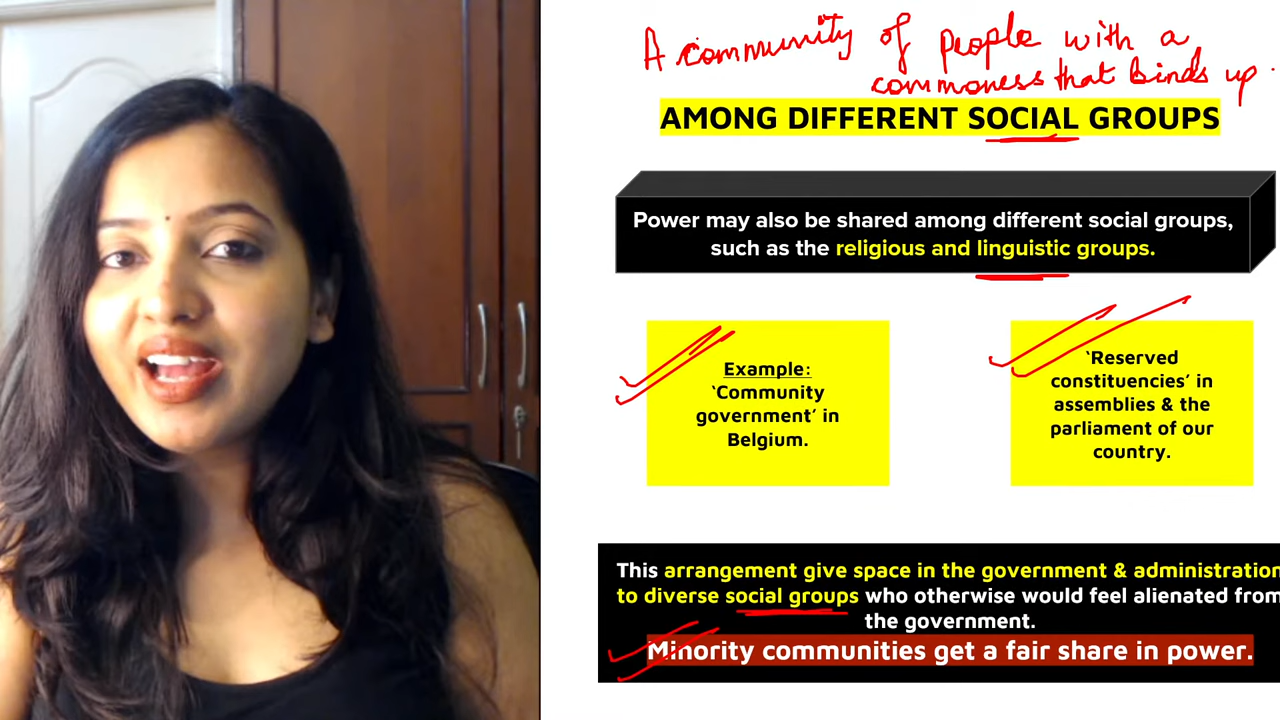 A community of people with a
commoness that binds up.
AMONG DIFFERENT SOCIAL GROUPS
Power may also be shared among different social groups,
such as the religious and linguistic groups.
Example:
‘Community
government’ in
Belgium.
‘Reserved
constituencies’ in
assemblies & the
parliament of our
country.
This arrangement give space in the government & administration
to diverse social groups who otherwise would feel alienated from
the government.
Minority communities get a fair share in power.